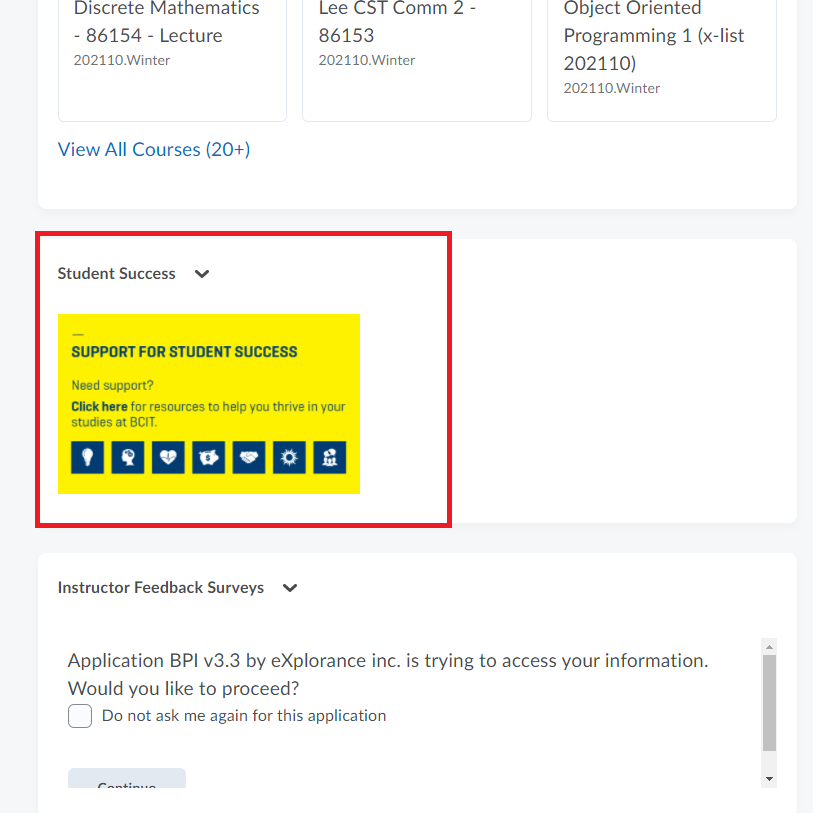 Discrete Mathematics
- 86154 - Lecture
202110.Winter
Lee CST Comm 2 -
86153
202110.Winter
Object Oriented
Programming 1 (x-list
202110)
202110.Winter
View All Courses (20+)
Student Success
SUPPORT FOR STUDENT SUCCESS
Need support?
Click here for resources to help you thrive in your
studies at BCIT.
Instructor Feedback Surveys
Application BPI v3.3 by eXplorance inc. is trying to access your information.
Would you like to proceed?
Do not ask me again for this application
Continue